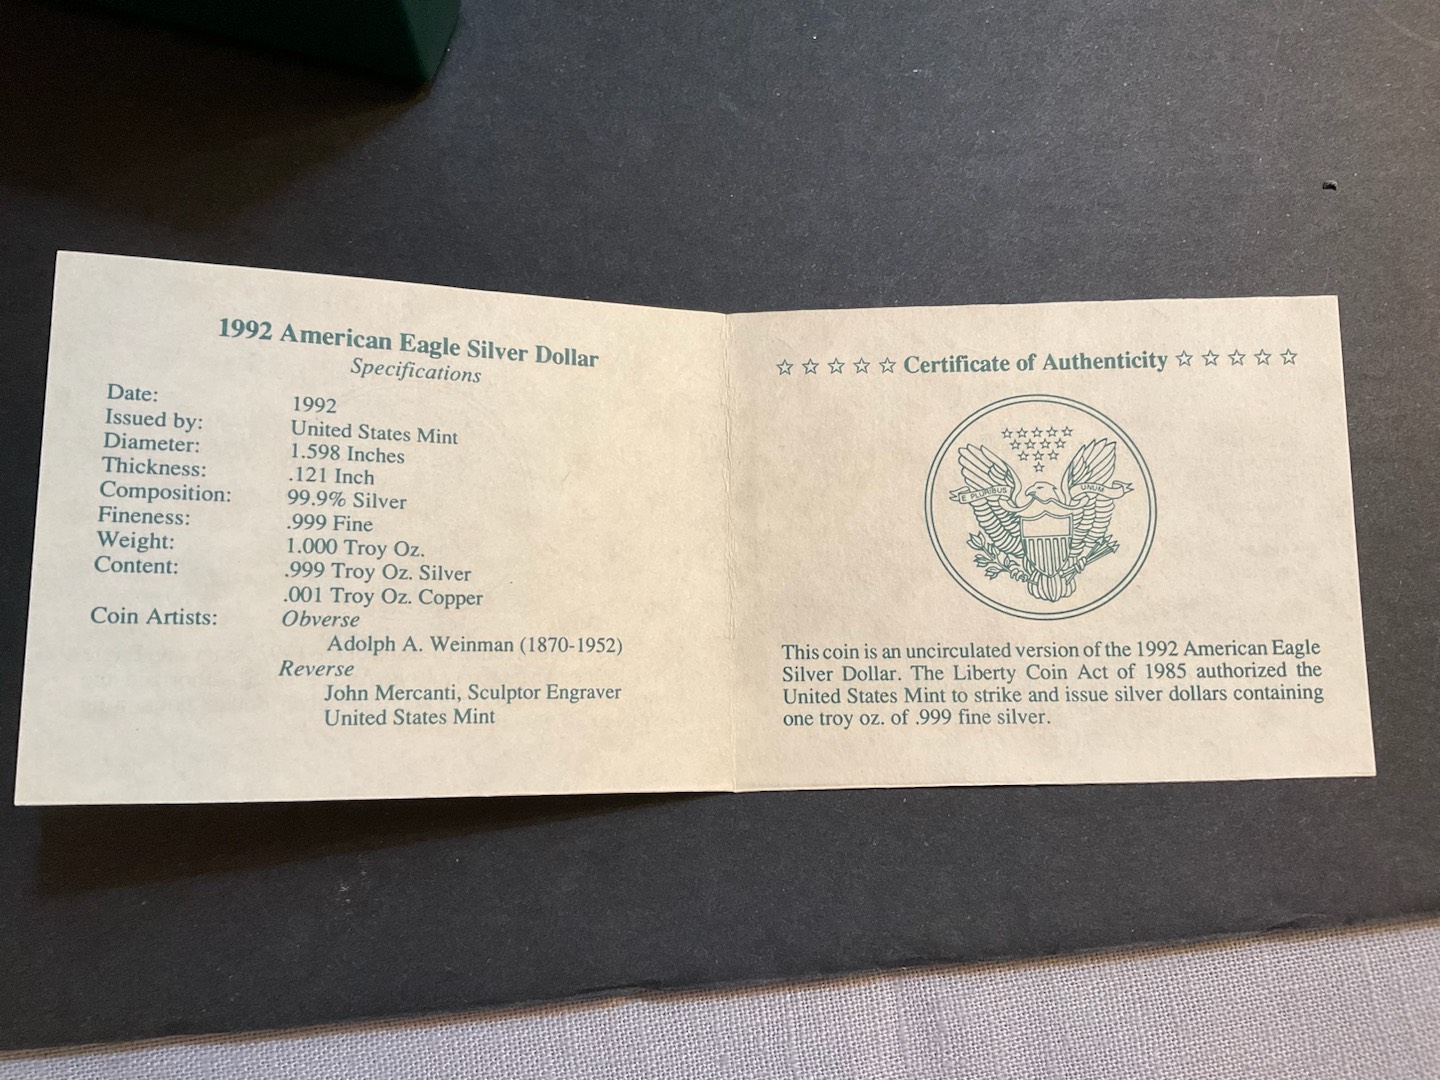 1992 American Eagle Silver Dollar
Specifications
Date: 1992
Issued by: United States Mint
Diameter: 1.598 Inches
Thickness: .121 Inch
Composition: 99.9% Silver
Fineness: .999 Fine
Weight: 1.000 Troy Oz.
Content: .999 Troy Oz. Silver
.001 Troy Oz. Copper
Coin Artists: Obverse
Adolph A. Weinman (1870-1952)
Reverse
John Mercanti, Sculptor Engraver
United States Mint
☆ ☆ ☆ ☆ ☆ Certificate of Authenticity ☆ ☆ ☆ ☆ ☆
E PLURIBUS UNUM
This coin is an uncirculated version of the 1992 American Eagle
Silver Dollar. The Liberty Coin Act of 1985 authorized the
United States Mint to strike and issue silver dollars containing
one troy oz. of .999 fine silver.